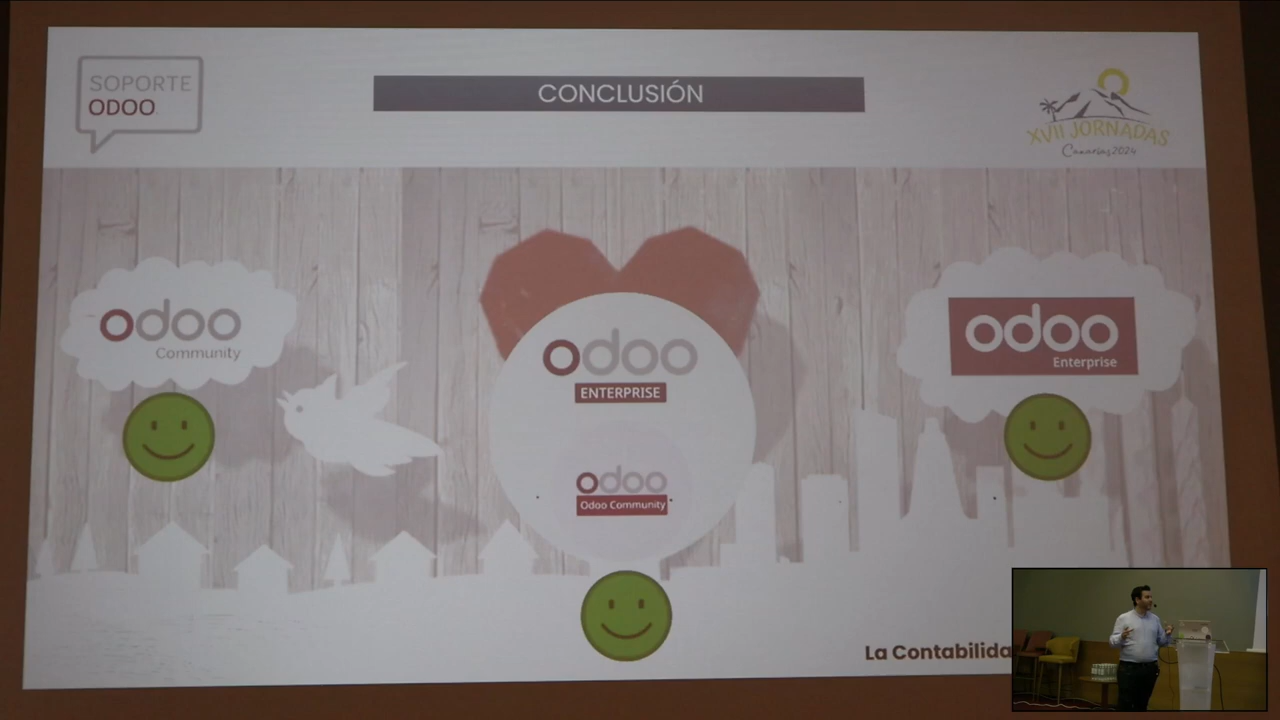 SOPORTE
ODOO
CONCLUSIÓN
XVII JORNADAS
Canarias 2024
odoo
Community
odoo
ENTERPRISE
odoo
Odoo Community
odoo
Enterprise
La Contabilida